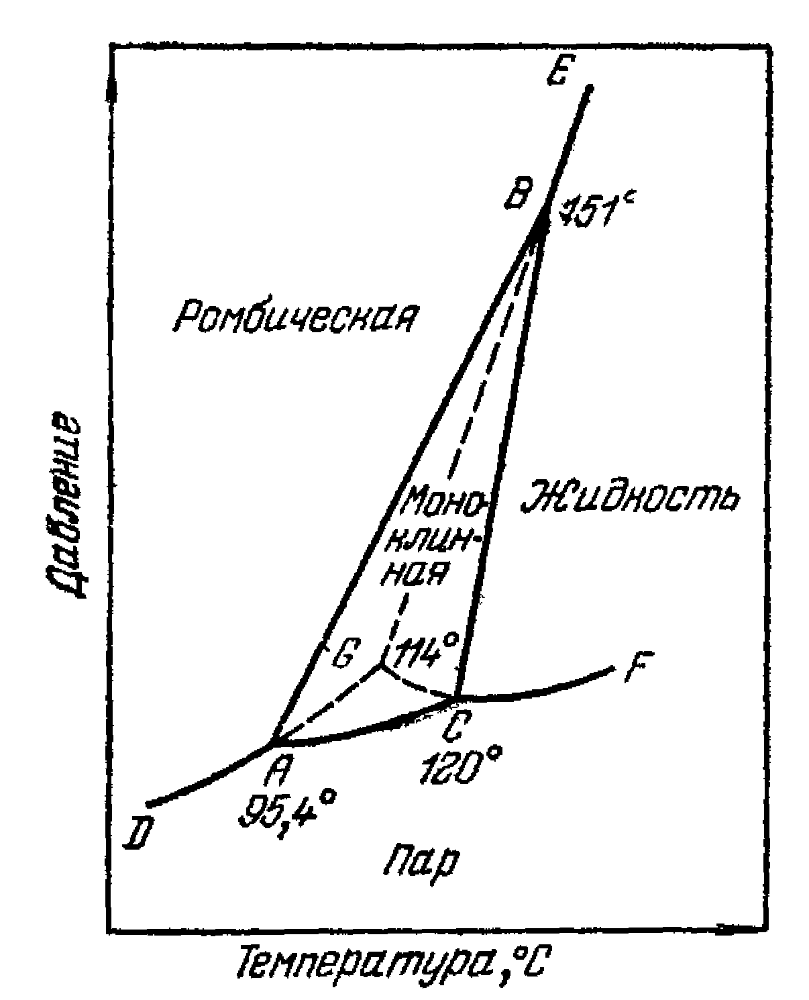 E
B 151°
Ромбическая
Давление
Моно-
клин-
ная
Жидкость
G 114°
F
C
120°
A
95,4°
D
Пар
Температура, °C